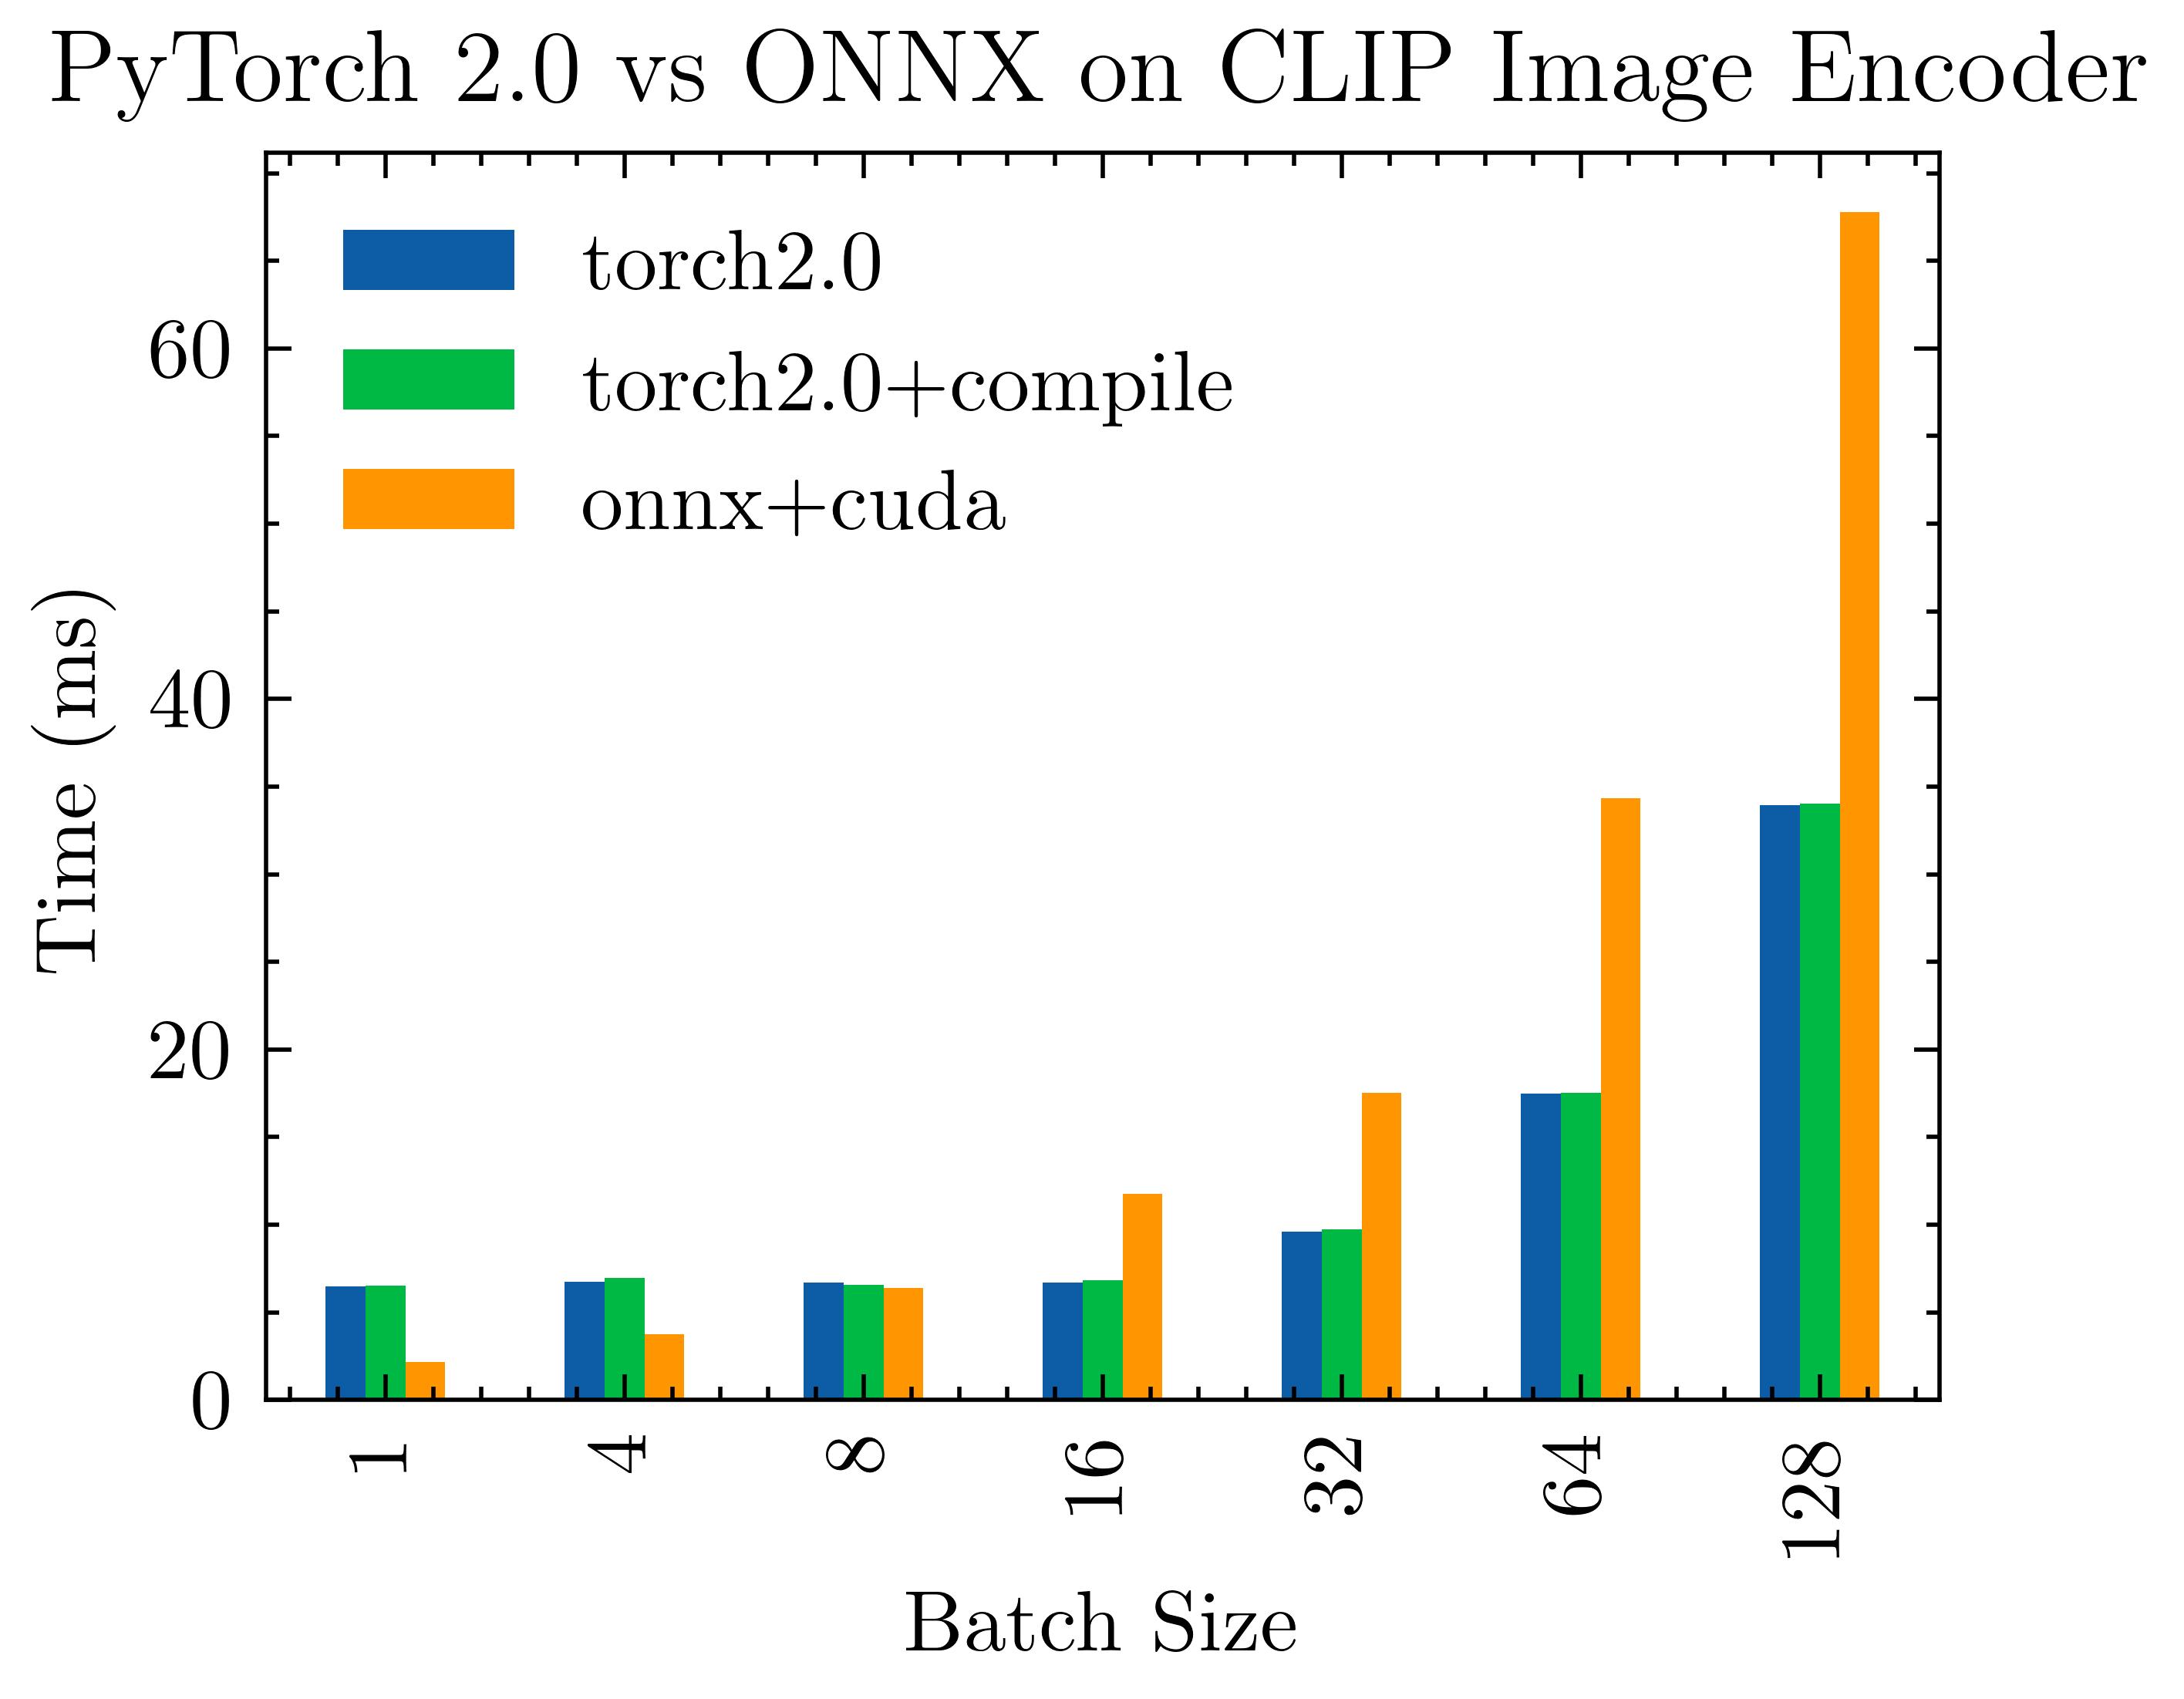 PyTorch 2.0 vs ONNX on CLIP Image Encoder
torch2.0
torch2.0+compile
onnx+cuda
Time (ms)
60
40
20
0
1 4 8 16 32 64 128
Batch Size